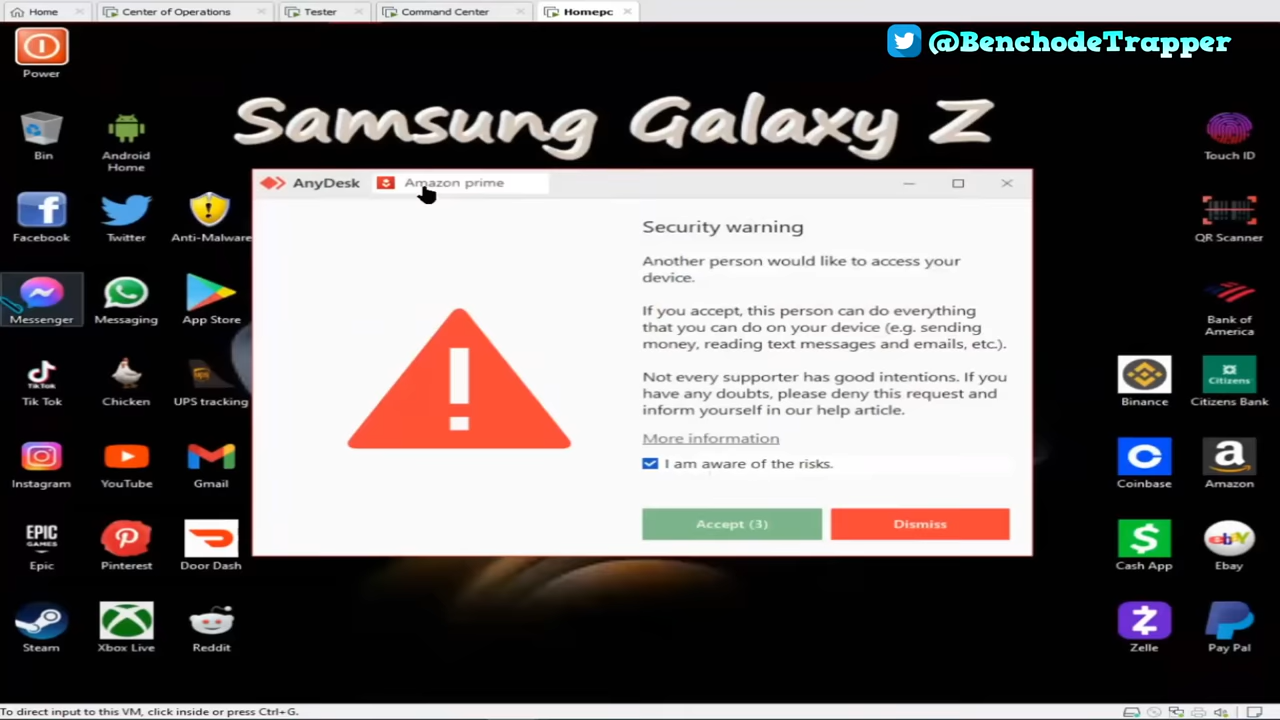 Home
Center of Operations
Tester
Command Center
Homepc
@BenchodeTrapper
Power
Samsung Galaxy Z
Bin
Android Home
Touch ID
AnyDesk
Amazon prime
Facebook
Twitter
Anti-Malware
Security warning
Another person would like to access your
device.
If you accept, this person can do everything
that you can do on your device (e.g. sending
money, reading text messages and emails, etc.).
Not every supporter has good intentions. If you
have any doubts, please deny this request and
inform yourself in our help article.
More information
I am aware of the risks.
Accept (3)
Dismiss
QR Scanner
Messenger
Messaging
App Store
Bank of
America
Tik Tok
Chicken
UPS tracking
Binance
Citizens
Citizens Bank
Instagram
YouTube
Gmail
Coinbase
Amazon
EPIC
GAMES
Epic
Pinterest
Door Dash
Cash App
ebay
Ebay
Steam
Xbox Live
Reddit
Zelle
Pay Pal
To direct input to this VM, click inside or press Ctrl+G.